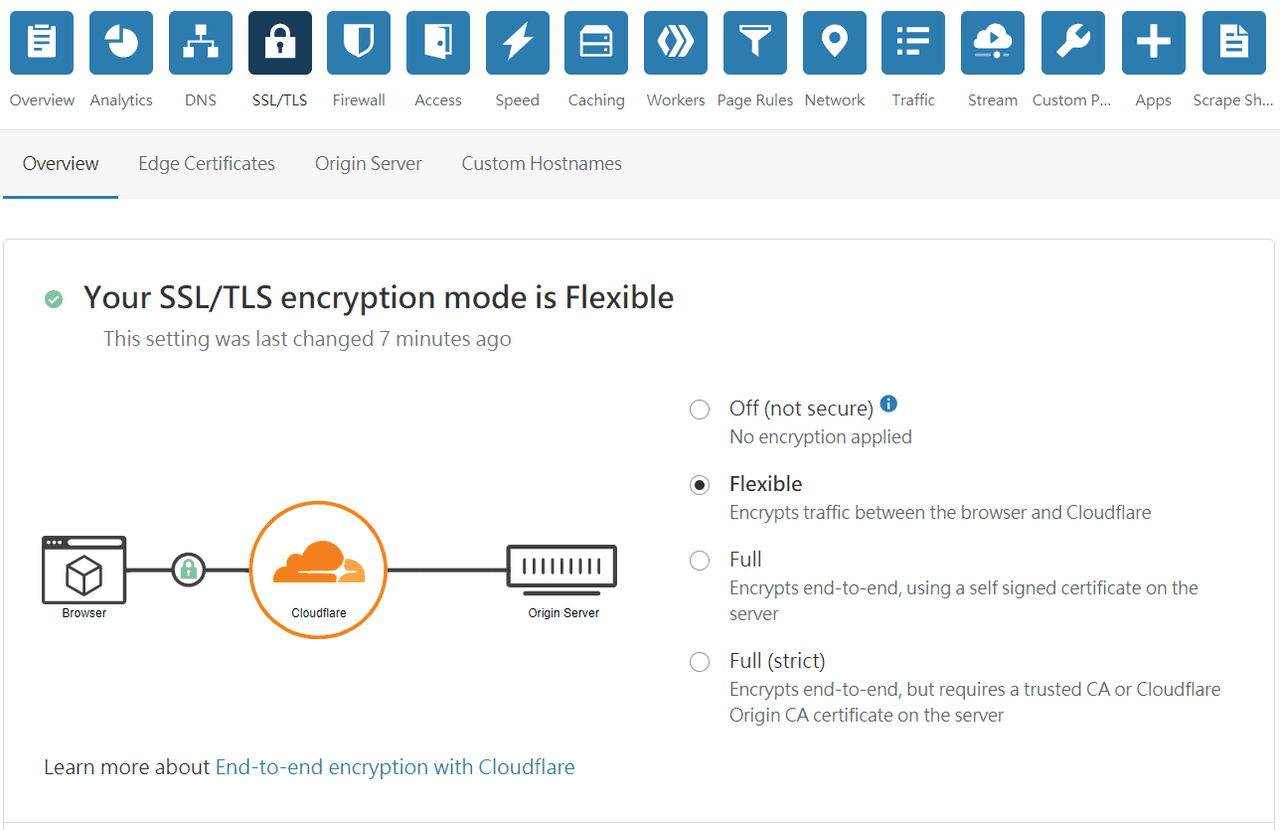 Overview Analytics DNS SSL/TLS Firewall Access Speed Caching Workers Page Rules Network Traffic Stream Custom P... Apps Scrape Sh...
Overview Edge Certificates Origin Server Custom Hostnames
Your SSL/TLS encryption mode is Flexible
This setting was last changed 7 minutes ago
Browser
Cloudflare
Origin Server
Off (not secure)
No encryption applied
Flexible
Encrypts traffic between the browser and Cloudflare
Full
Encrypts end-to-end, using a self signed certificate on the
server
Full (strict)
Encrypts end-to-end, but requires a trusted CA or Cloudflare
Origin CA certificate on the server
Learn more about End-to-end encryption with Cloudflare